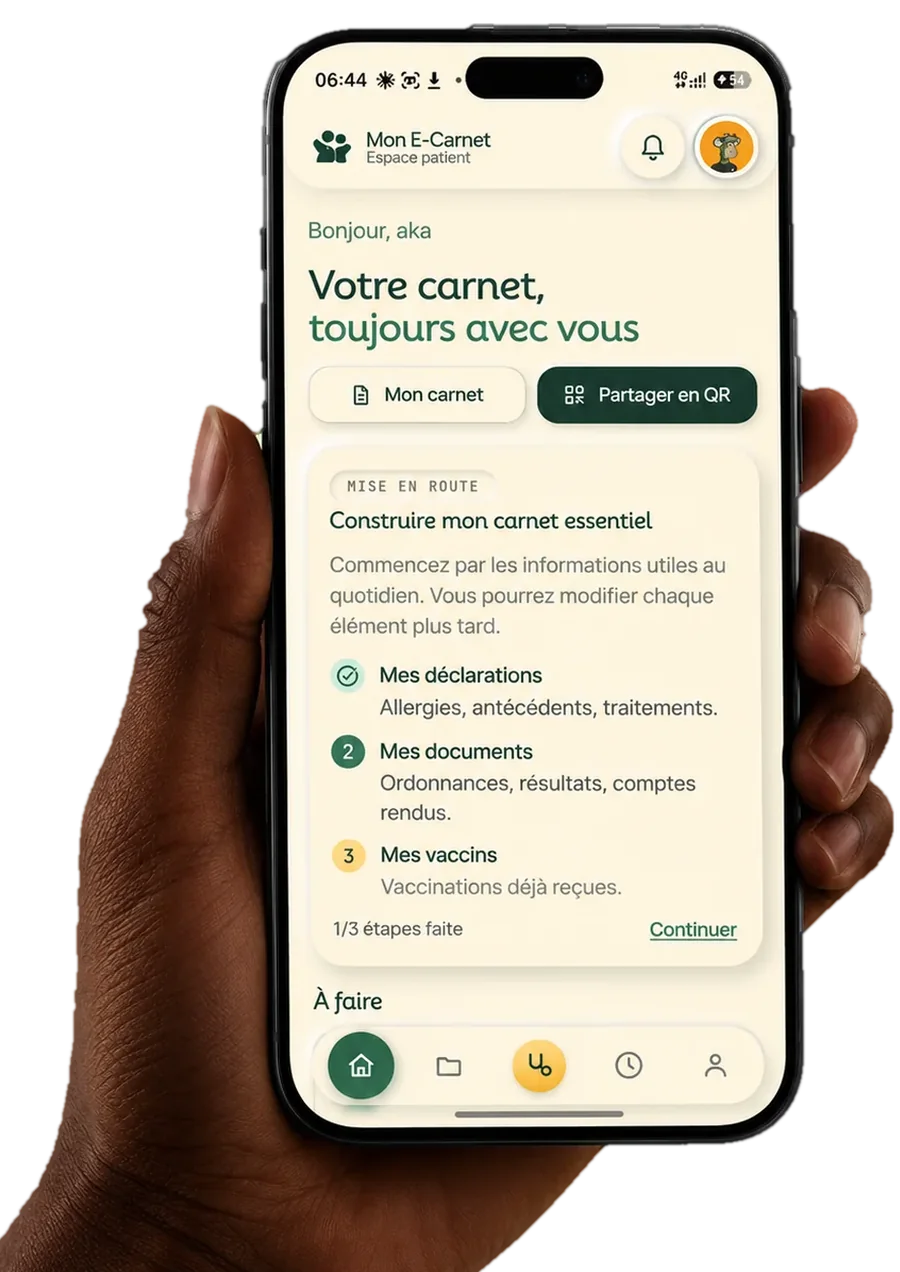 06:44
4G 54
Mon E-Carnet
Espace patient
Bonjour, aka
Votre carnet,
toujours avec vous
Mon carnet
Partager en QR
MISE EN ROUTE
Construire mon carnet essentiel
Commencez par les informations utiles au
quotidien. Vous pourrez modifier chaque
élément plus tard.
Mes déclarations
Allergies, antécédents, traitements.
2 Mes documents
Ordonnances, résultats, comptes
rendus.
3 Mes vaccins
Vaccinations déjà reçues.
1/3 étapes faite
Continuer
À faire